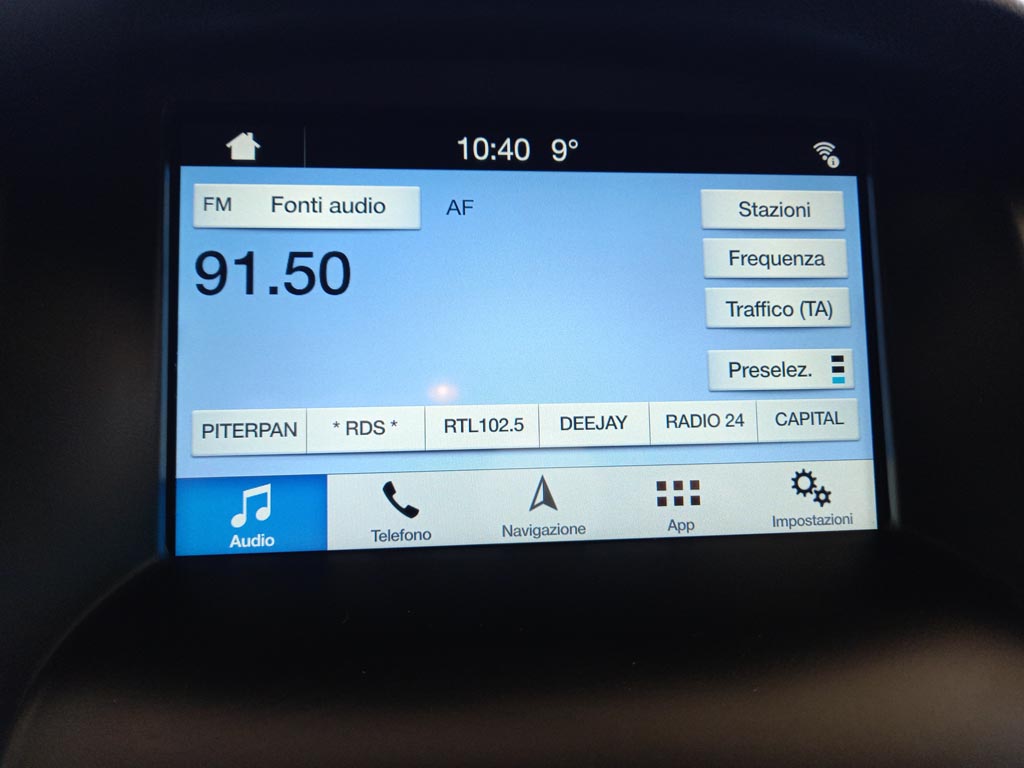 10:40 9°
FM Fonti audio AF
Stazioni
91.50
Frequenza
Traffico (TA)
Preselez.
PITERPAN * RDS * RTL102.5 DEEJAY RADIO 24 CAPITAL
Audio Telefono Navigazione App Impostazioni